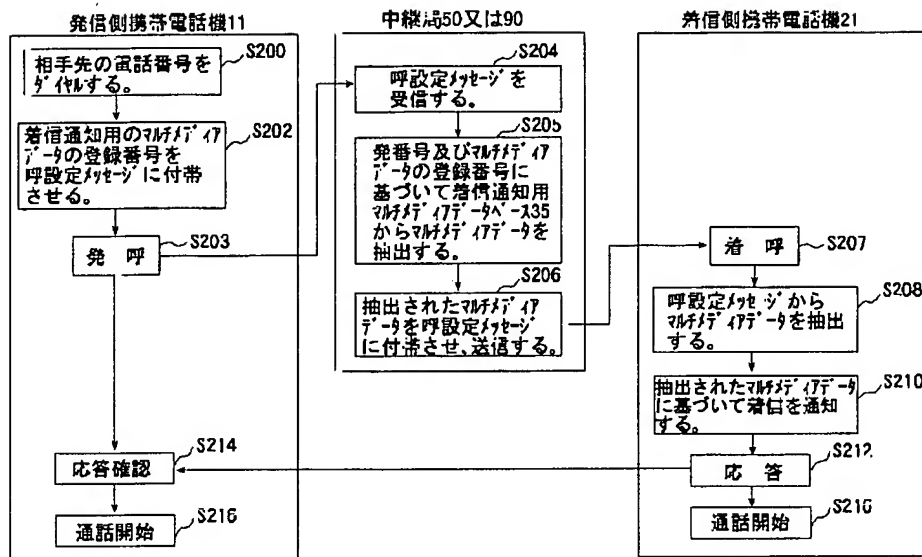 発信側携帯電話機11
S200
相手先の電話番号を
ダイヤルする。
S202
着信通知用のマルチメディア
データの登録番号を
呼設定メッセージに付帯
させる。
S203
発 呼
S214
応答確認
S216
通話開始
中継局50又は90
S204
呼設定メッセージを
受信する。
S205
発番号及びマルチメディア
データの登録番号に
基づいて着信通知用
マルチメディアデータベース35
からマルチメディアデータを
抽出する。
S206
抽出されたマルチメディア
データを呼設定メッセージ
に付帯させ、送信する。
着信側携帯電話機21
着 呼
S207
S208
呼設定メッセージから
マルチメディアデータを抽出
する。
S210
抽出されたマルチメディアデータ
に基づいて着信を通知
する。
S212
応 答
S216
通話開始